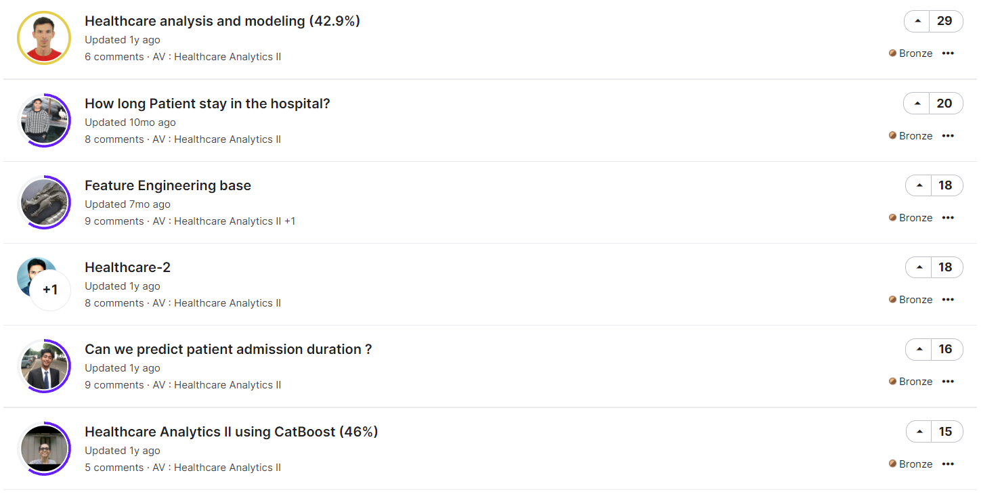 Healthcare analysis and modeling (42.9%)
29
Updated 1y ago
6 comments · AV : Healthcare Analytics II
Bronze
How long Patient stay in the hospital?
20
Updated 10mo ago
8 comments · AV : Healthcare Analytics II
Bronze
Feature Engineering base
18
Updated 7mo ago
9 comments · AV : Healthcare Analytics II +1
Bronze
Healthcare-2
18
+1
Updated 1y ago
8 comments · AV : Healthcare Analytics II
Bronze
Can we predict patient admission duration ?
16
Updated 1y ago
9 comments · AV : Healthcare Analytics II
Bronze
Healthcare Analytics II using CatBoost (46%)
15
Updated 1y ago
5 comments · AV : Healthcare Analytics II
Bronze